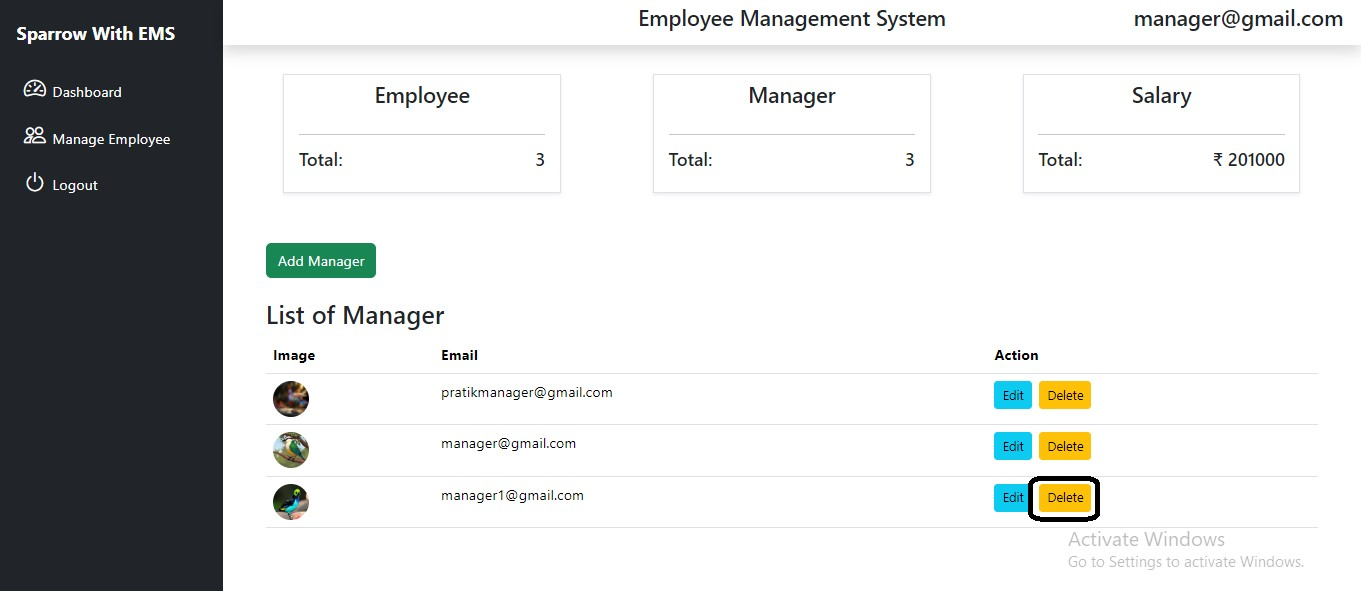 Sparrow With EMS
Dashboard
Manage Employee
Logout
Employee Management System
manager@gmail.com
Employee
Total: 3
Manager
Total: 3
Salary
Total: ₹ 201000
Add Manager
List of Manager
Image Email Action
pratikmanager@gmail.com Edit Delete
manager@gmail.com Edit Delete
manager1@gmail.com Edit Delete
Activate Windows
Go to Settings to activate Windows.